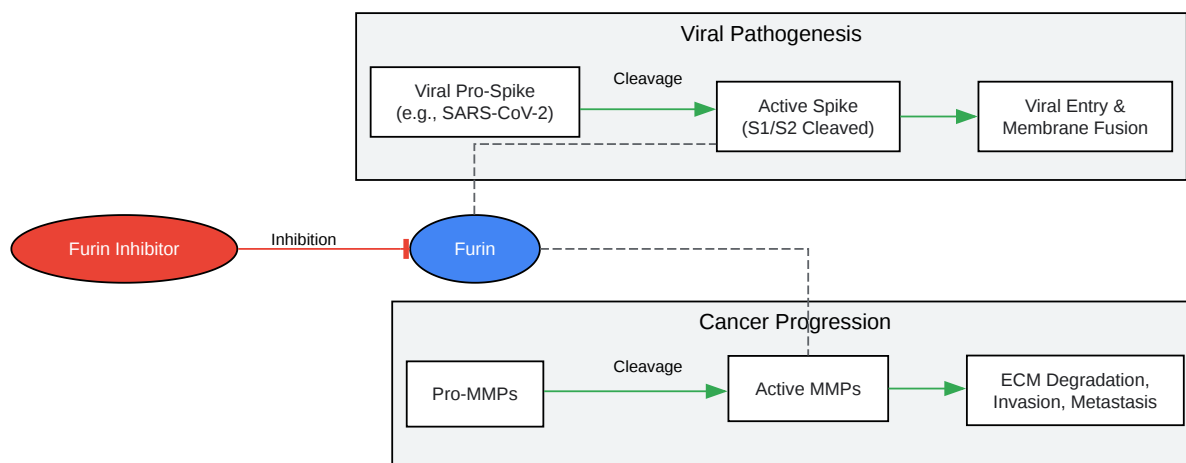 Viral Pathogenesis
Viral Pro-Spike
(e.g., SARS-CoV-2)
Cleavage
Active Spike
(S1/S2 Cleaved)
Viral Entry &
Membrane Fusion
Furin Inhibitor
Inhibition
Furin
Cancer Progression
Pro-MMPs
Cleavage
Active MMPs
ECM Degradation,
Invasion, Metastasis